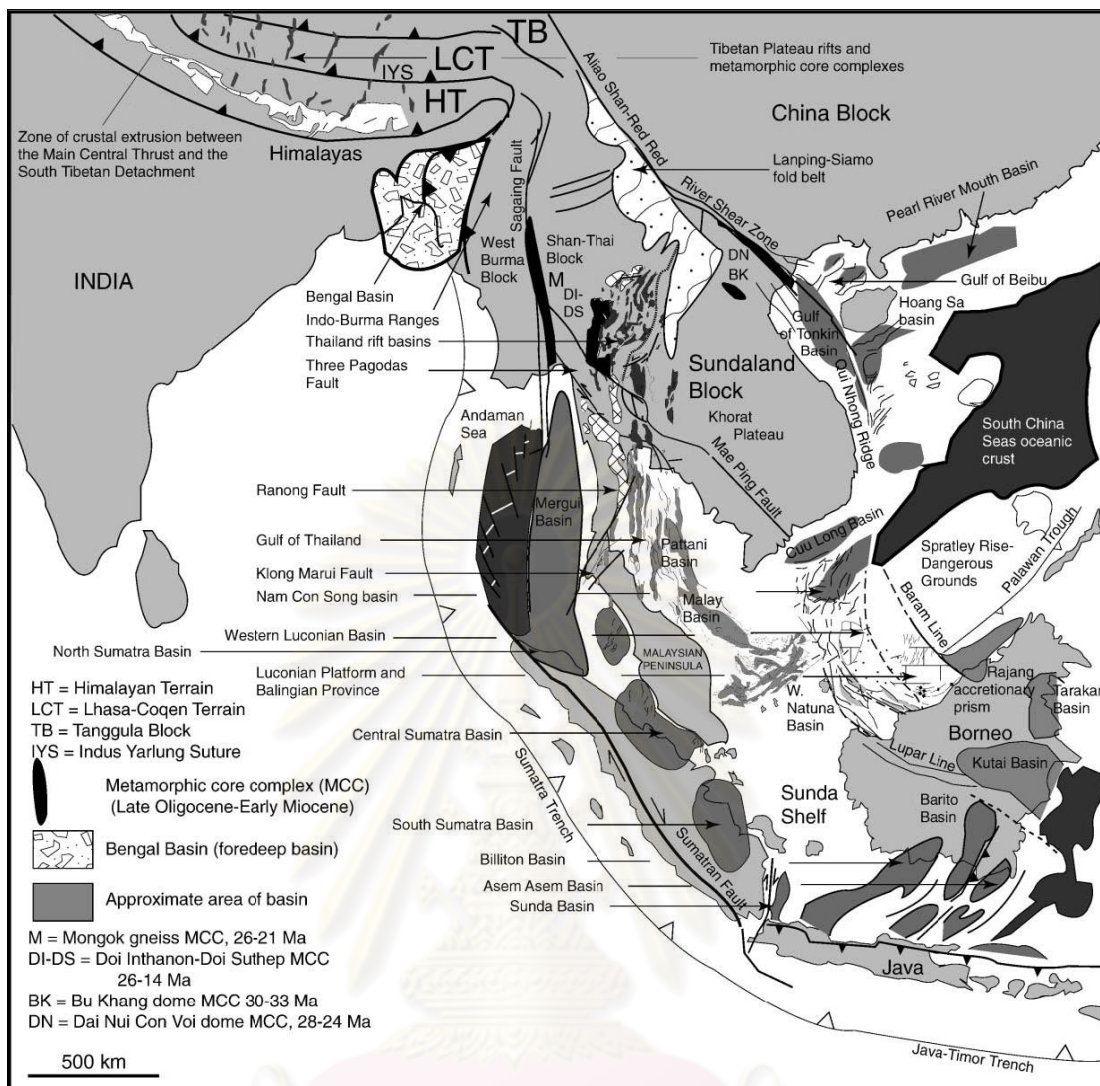 TB
LCT
IYS
HT
Tibetan Plateau rifts and
metamorphic core complexes
Aliao Shan-Red Red
River Shear Zone
China Block
Zone of crustal extrusion between
the Main Central Thrust and the
South Tibetan Detachment
Himalayas
Lanping-Siamo
fold belt
Pearl River Mouth Basin
Sagaing Fault
INDIA
West
Burma
Block
Shan-Thai
Block
M
DI-
DS
DN
BK
Gulf of Beibu
Hoang Sa
basin
Gulf
of Tonkin
Basin
Bengal Basin
Indo-Burma Ranges
Thailand rift basins
Three Pagodas
Fault
Sundaland
Block
Qui Nhong Ridge
Khorat
Plateau
South China
Seas oceanic
crust
Andaman
Sea
Mae Ping Fault
Ranong Fault
Mergui
Basin
Gulf of Thailand
Pattani
Basin
Cuu Long Basin
Spratley Rise-
Dangerous
Grounds
Palawan Trough
Klong Marui Fault
Nam Con Song basin
Malay
Basin
Baram Line
Western Luconian Basin
North Sumatra Basin
Luconian Platform and
Balingian Province
MALAYSIAN
PENINSULA
W.
Natuna
Basin
Rajang
accretionary
prism
Tarakan
Basin
Borneo
HT = Himalayan Terrain
LCT = Lhasa-Coqen Terrain
TB = Tanggula Block
IYS = Indus Yarlung Suture
Central Sumatra Basin
Lupar Line
Kutai Basin
Metamorphic core complex (MCC)
(Late Oligocene-Early Miocene)
Sumatra Trench
Sunda
Shelf
Barito
Basin
South Sumatra Basin
Bengal Basin (foredeep basin)
Billiton Basin
Sumatran Fault
Asem Asem Basin
Sunda Basin
Approximate area of basin
M = Mongok gneiss MCC, 26-21 Ma
DI-DS = Doi Inthanon-Doi Suthep MCC
26-14 Ma
BK = Bu Khang dome MCC 30-33 Ma
DN = Dai Nui Con Voi dome MCC, 28-24 Ma
Java
Java-Timor Trench
500 km